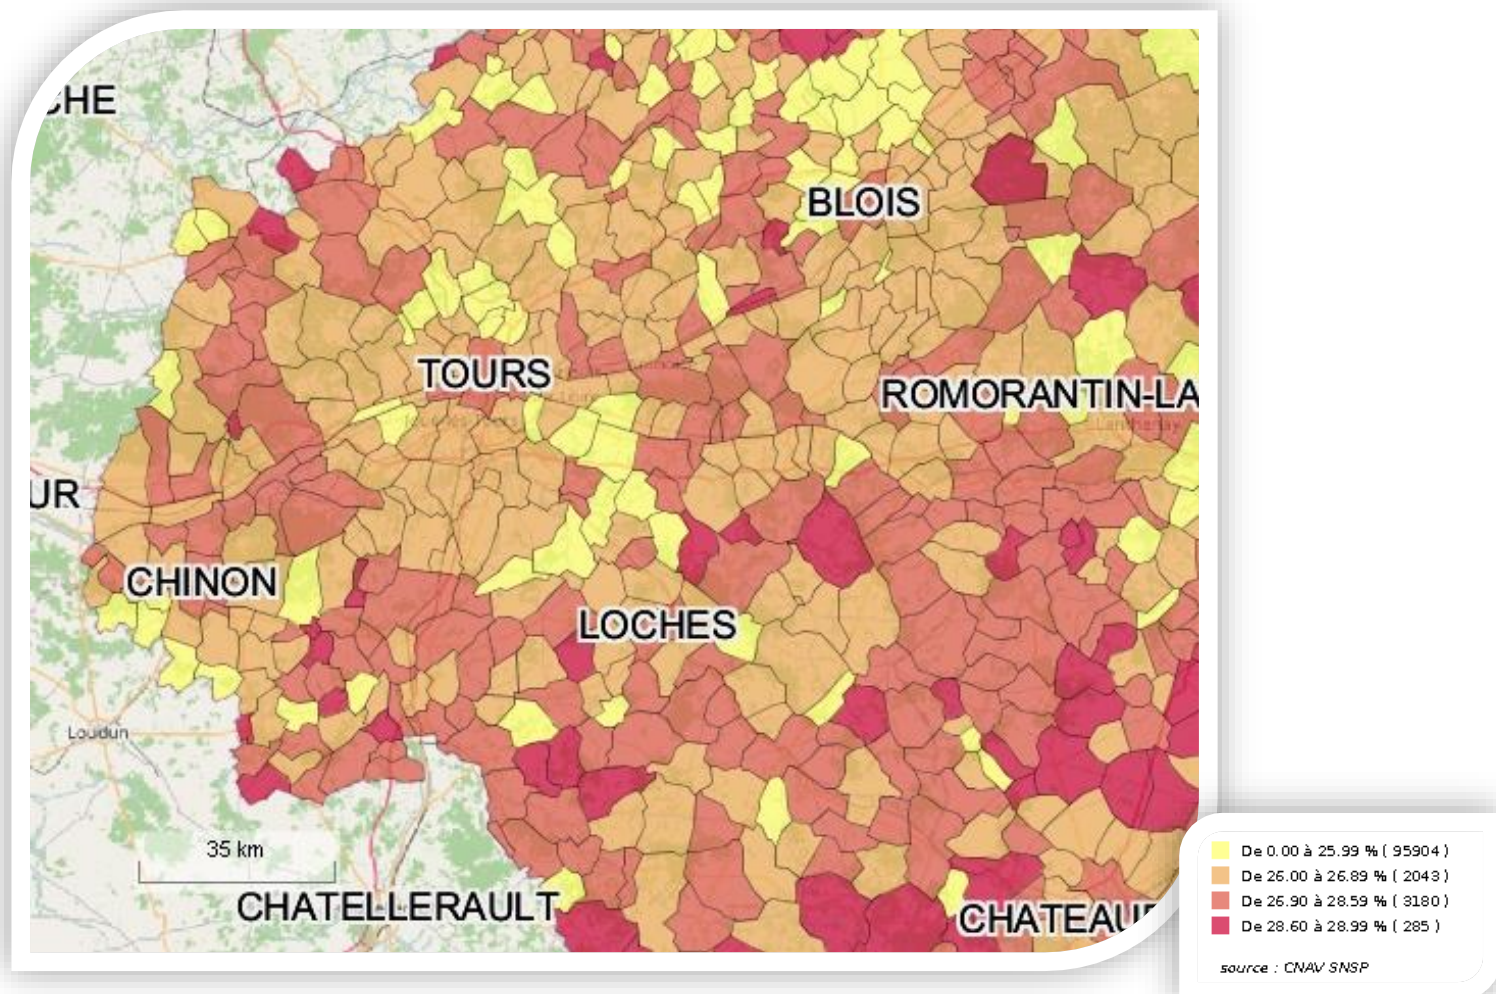 CHE
BLOIS
TOURS
ROMORANTIN-LA
Lanthenay
UR
CHINON
LOCHES
Loudun
35 km
CHATELLERAULT
CHATEAU
De 0.00 à 25.99 % ( 95904 )
De 26.00 à 26.89 % ( 2043 )
De 26.90 à 28.59 % ( 3180 )
De 28.60 à 28.99 % ( 285 )
source : CNAV SNSP